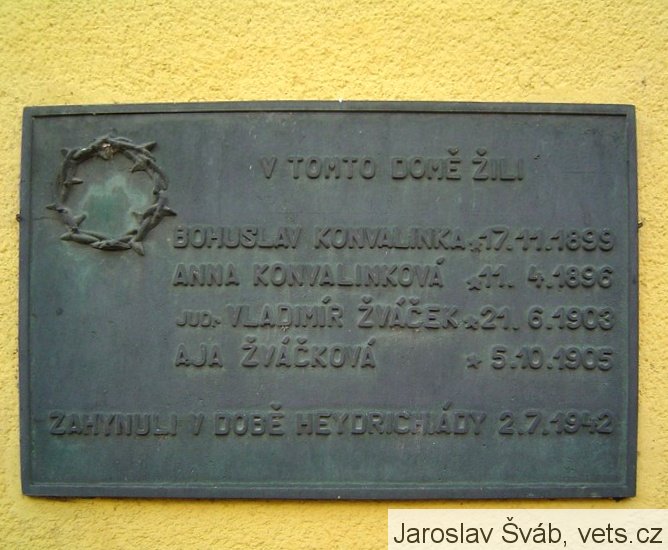 V TOMTO DOMĚ ŽILI
BOHUSLAV KONVALINKA *17.11.1899
ANNA KONVALINKOVÁ *11. 4.1896
JUDr. VLADIMÍR ŽVÁČEK *21. 6.1903
AJA ŽVÁČKOVÁ * 5.10.1905
ZAHYNULI V DOBĚ HEYDRICHIÁDY 2.7.1942
Jaroslav Šváb, vets.cz